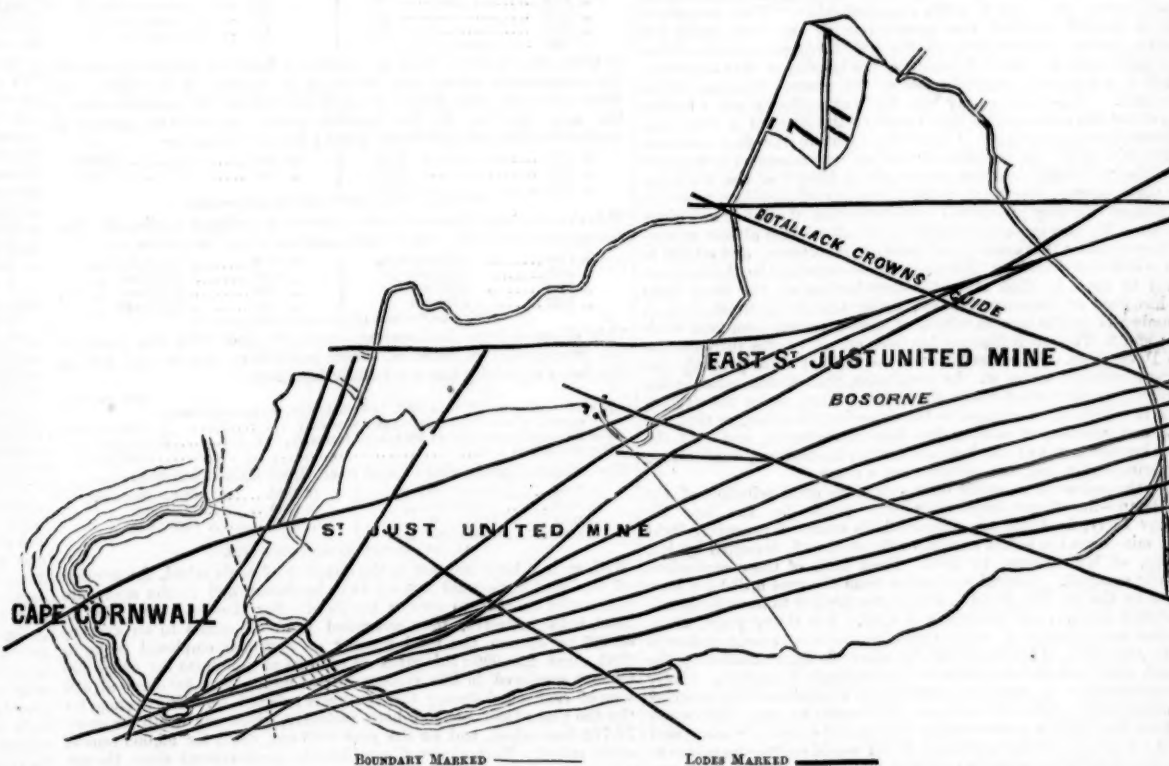 BOTALLACK CROWNS GUIDE
EAST ST. JUST UNITED MINE
BOSORNE
ST. JUST UNITED MINE
CAPE CORNWALL
BOUNDARY MARKED
LODES MARKED